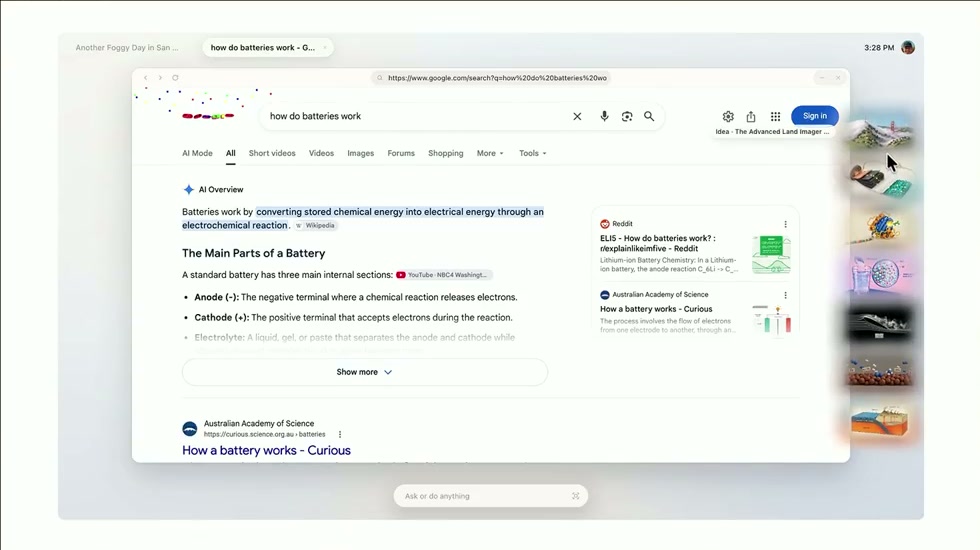 Another Foggy Day in San ...
how do batteries work - G...
3:28 PM
https://www.google.com/search?q=how%20do%20batteries%20wo
how do batteries work
Sign in
Idea · The Advanced Land Imager ...
AI Mode All Short videos Videos Images Forums Shopping More Tools
AI Overview
Batteries work by converting stored chemical energy into electrical energy through an
electrochemical reaction. W Wikipedia
The Main Parts of a Battery
A standard battery has three main internal sections: YouTube · NBC4 Washingt...
• Anode (-): The negative terminal where a chemical reaction releases electrons.
• Cathode (+): The positive terminal that accepts electrons during the reaction.
• Electrolyte: A liquid, gel, or paste that separates the anode and cathode while
Show more
Reddit
ELI5 - How do batteries work? :
r/explainlikeimfive - Reddit
Lithium-ion Battery Chemistry: In a Lithium-
ion battery, the anode reaction C_6Li -> C_...
Australian Academy of Science
How a battery works - Curious
The process involves the flow of electrons
from one electrode to another, through an...
Australian Academy of Science
https://curious.science.org.au › batteries
How a battery works - Curious
Ask or do anything